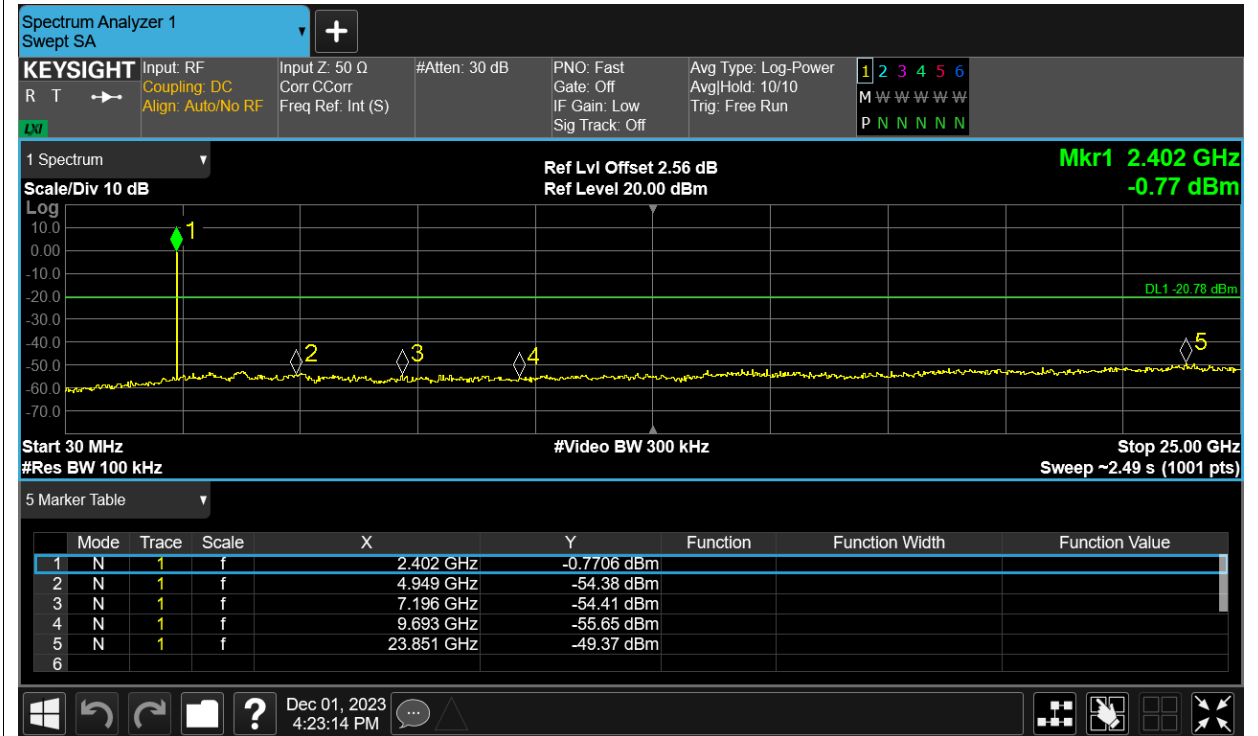 Spectrum Analyzer 1
Swept SA
KEYSIGHT
R T
LXI
Input: RF
Coupling: DC
Align: Auto/No RF
Input Z: 50 Ω
Corr CCorr
Freq Ref: Int (S)
#Atten: 30 dB
PNO: Fast
Gate: Off
IF Gain: Low
Sig Track: Off
Avg Type: Log-Power
Avg|Hold: 10/10
Trig: Free Run
1 2 3 4 5 6
M W W W W W
P N N N N N
1 Spectrum
Scale/Div 10 dB
Ref Lvl Offset 2.56 dB
Ref Level 20.00 dBm
Mkr1 2.402 GHz
-0.77 dBm
Log
10.0
0.00
-10.0
-20.0
-30.0
-40.0
-50.0
-60.0
-70.0
1
2
3
4
5
DL1 -20.78 dBm
Start 30 MHz
#Video BW 300 kHz
Stop 25.00 GHz
#Res BW 100 kHz
Sweep ~2.49 s (1001 pts)
5 Marker Table
Mode Trace Scale X Y Function Function Width Function Value
1 N 1 f 2.402 GHz -0.7706 dBm
2 N 1 f 4.949 GHz -54.38 dBm
3 N 1 f 7.196 GHz -54.41 dBm
4 N 1 f 9.693 GHz -55.65 dBm
5 N 1 f 23.851 GHz -49.37 dBm
6
?
Dec 01, 2023
4:23:14 PM